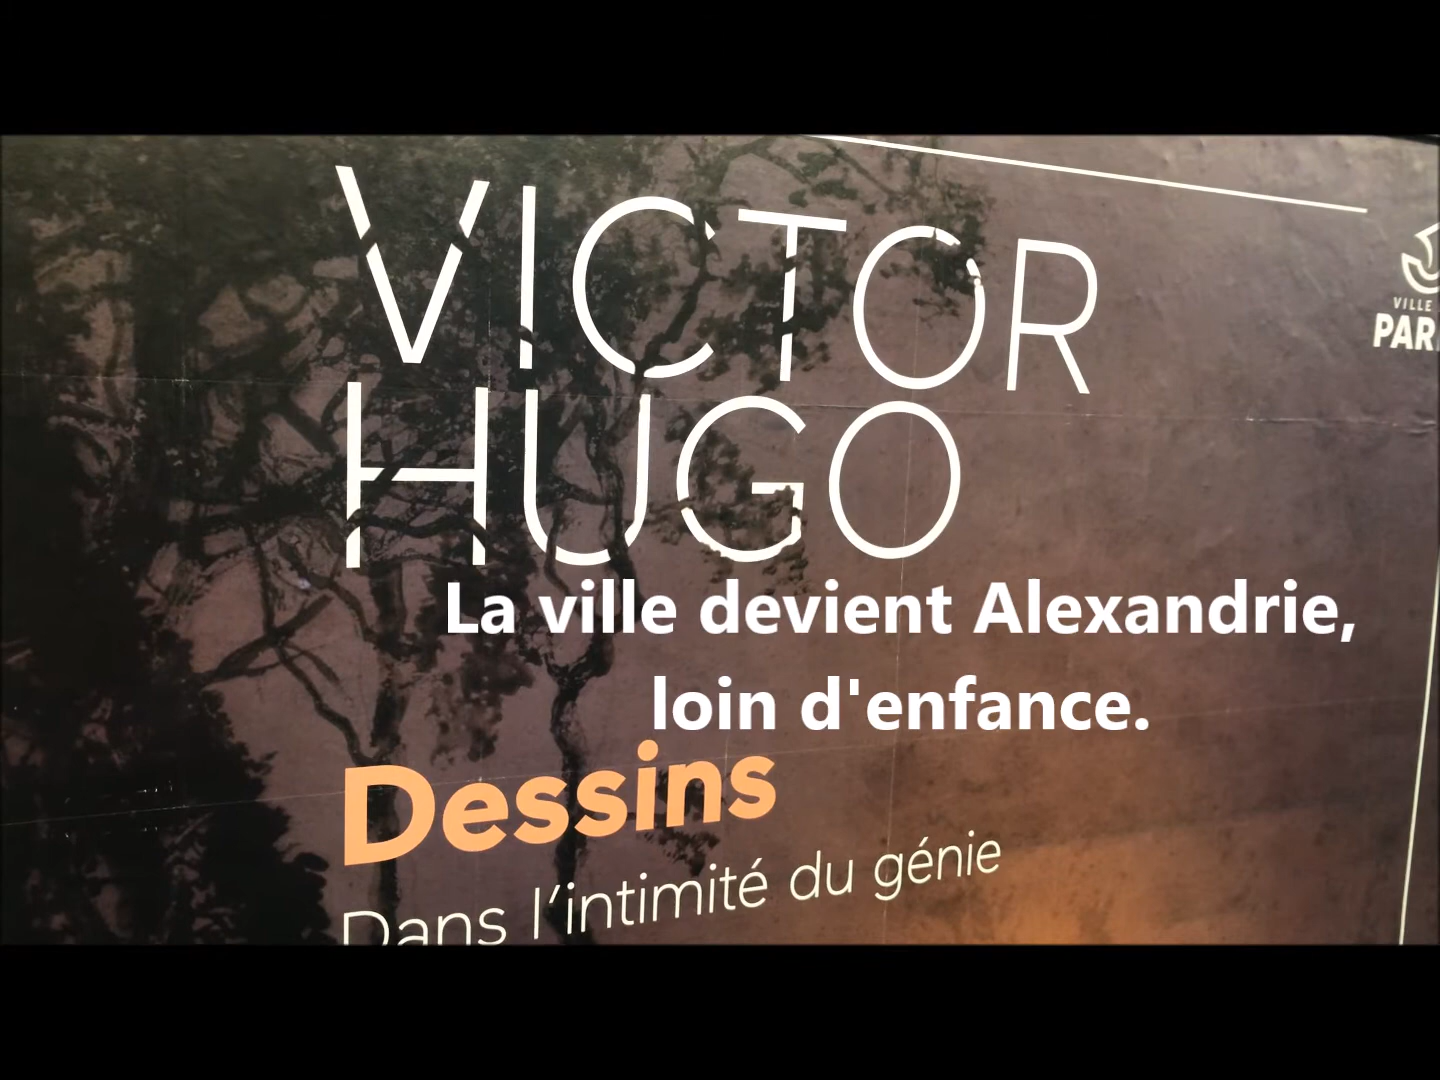 VICTOR
HUGO
VILLE
PAR
La ville devient Alexandrie,
loin d'enfance.
Dessins
Dans l'intimité du génie